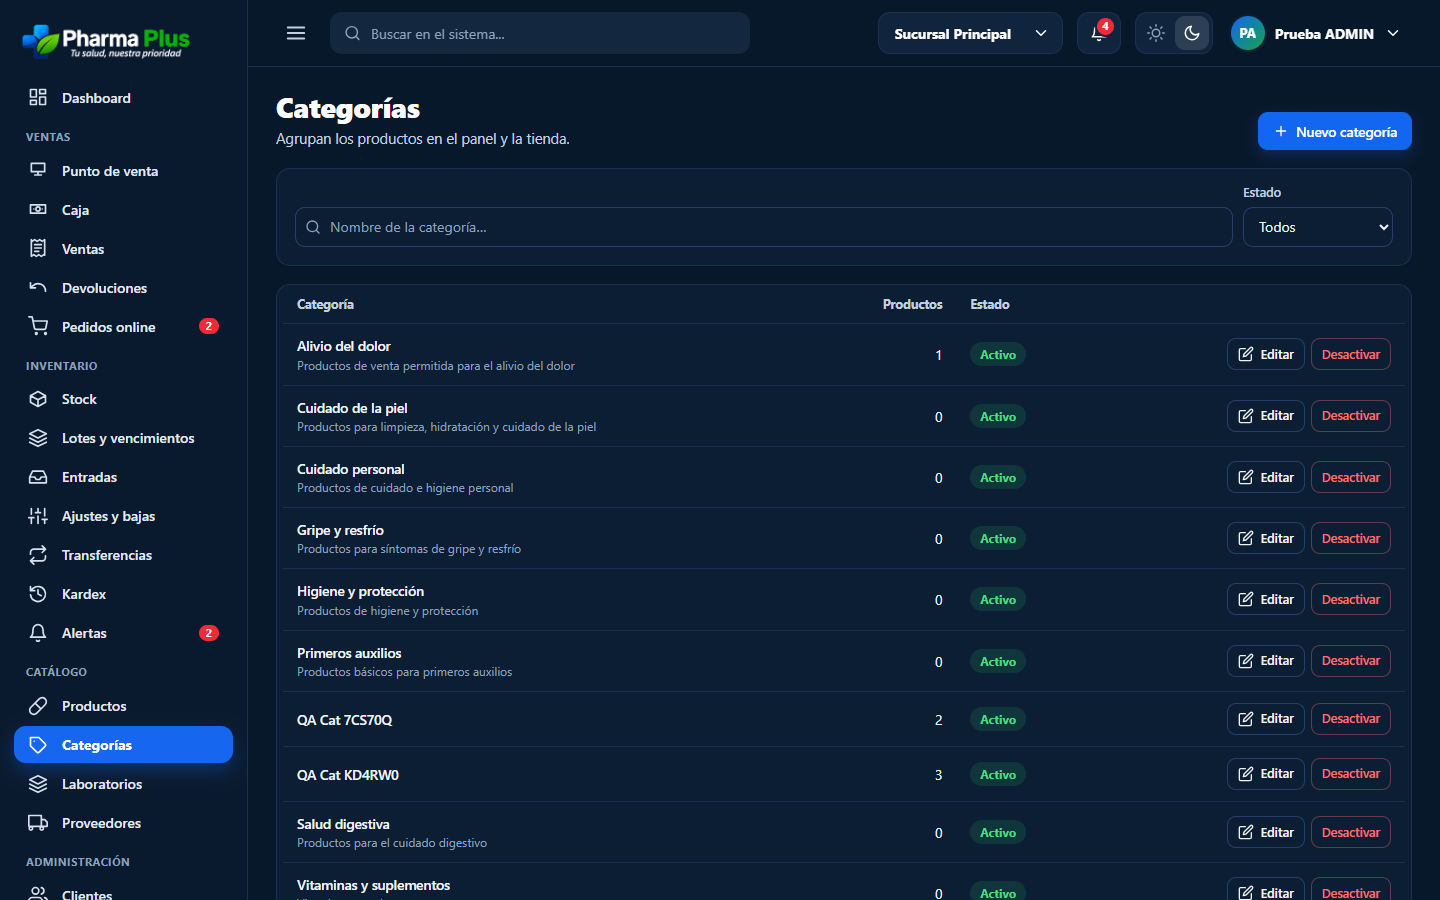 Pharma Plus
Tu salud, nuestra prioridad
Dashboard
VENTAS
Punto de venta
Caja
Ventas
Devoluciones
Pedidos online 2
INVENTARIO
Stock
Lotes y vencimientos
Entradas
Ajustes y bajas
Transferencias
Kardex
Alertas 2
CATÁLOGO
Productos
Categorías
Laboratorios
Proveedores
ADMINISTRACIÓN
Clientes
Buscar en el sistema...
Sucursal Principal
4
PA Prueba ADMIN
Categorías
Agrupan los productos en el panel y la tienda.
+ Nuevo categoría
Estado
Nombre de la categoría...
Todos
Categoría Productos Estado
Alivio del dolor
Productos de venta permitida para el alivio del dolor
1 Activo Editar Desactivar
Cuidado de la piel
Productos para limpieza, hidratación y cuidado de la piel
0 Activo Editar Desactivar
Cuidado personal
Productos de cuidado e higiene personal
0 Activo Editar Desactivar
Gripe y resfrío
Productos para síntomas de gripe y resfrío
0 Activo Editar Desactivar
Higiene y protección
Productos de higiene y protección
0 Activo Editar Desactivar
Primeros auxilios
Productos básicos para primeros auxilios
0 Activo Editar Desactivar
QA Cat 7CS70Q 2 Activo Editar Desactivar
QA Cat KD4RW0 3 Activo Editar Desactivar
Salud digestiva
Productos para el cuidado digestivo
0 Activo Editar Desactivar
Vitaminas y suplementos
0 Activo Editar Desactivar